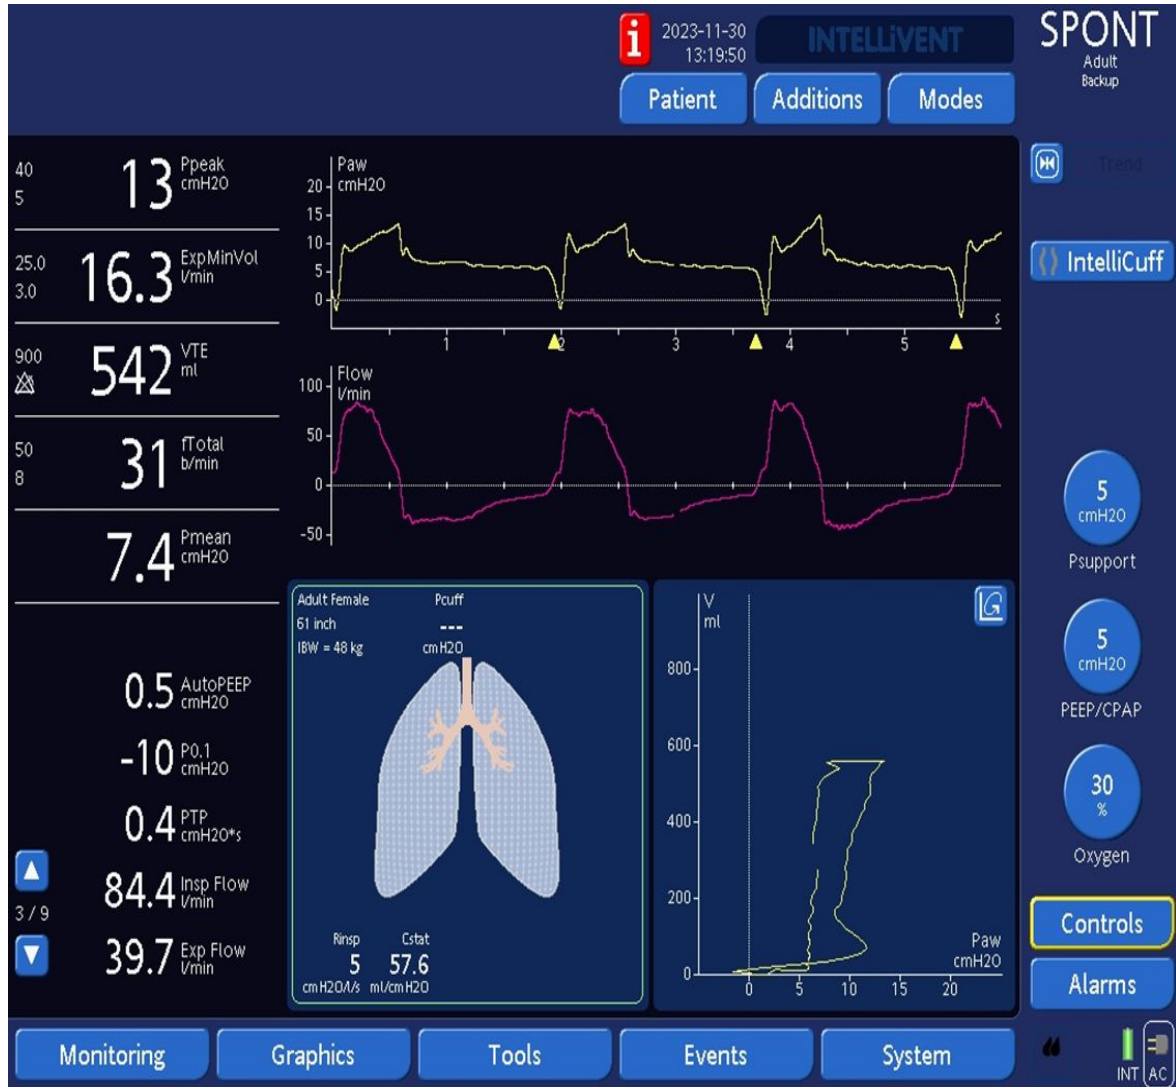 i
2023-11-30
13:19:50
INTELLiVENT
SPONT
Adult
Backup
Patient
Additions
Modes
40
5
13
Ppeak
cmH2O
25.0
3.0
16.3
ExpMinVol
l/min
900
542
VTE
ml
50
8
31
fTotal
b/min
7.4
Pmean
cmH2O
0.5
AutoPEEP
cmH2O
-10
P0.1
cmH2O
0.4
PTP
cmH2O*s
3 / 9
84.4
Insp Flow
l/min
39.7
Exp Flow
l/min
Paw
cmH2O
20
15
10
5
0
s
1 2 3 4 5
Flow
l/min
100
50
0
-50
Adult Female
61 inch
IBW = 48 kg
Pcuff
---
cmH2O
Rinsp
5
cmH2O/l/s
Cstat
57.6
ml/cmH2O
V
ml
800
600
400
200
0
Paw
cmH2O
0 5 10 15 20
Trend
IntelliCuff
5
cmH2O
Psupport
5
cmH2O
PEEP/CPAP
30
%
Oxygen
Controls
Alarms
Monitoring
Graphics
Tools
Events
System
INT
AC